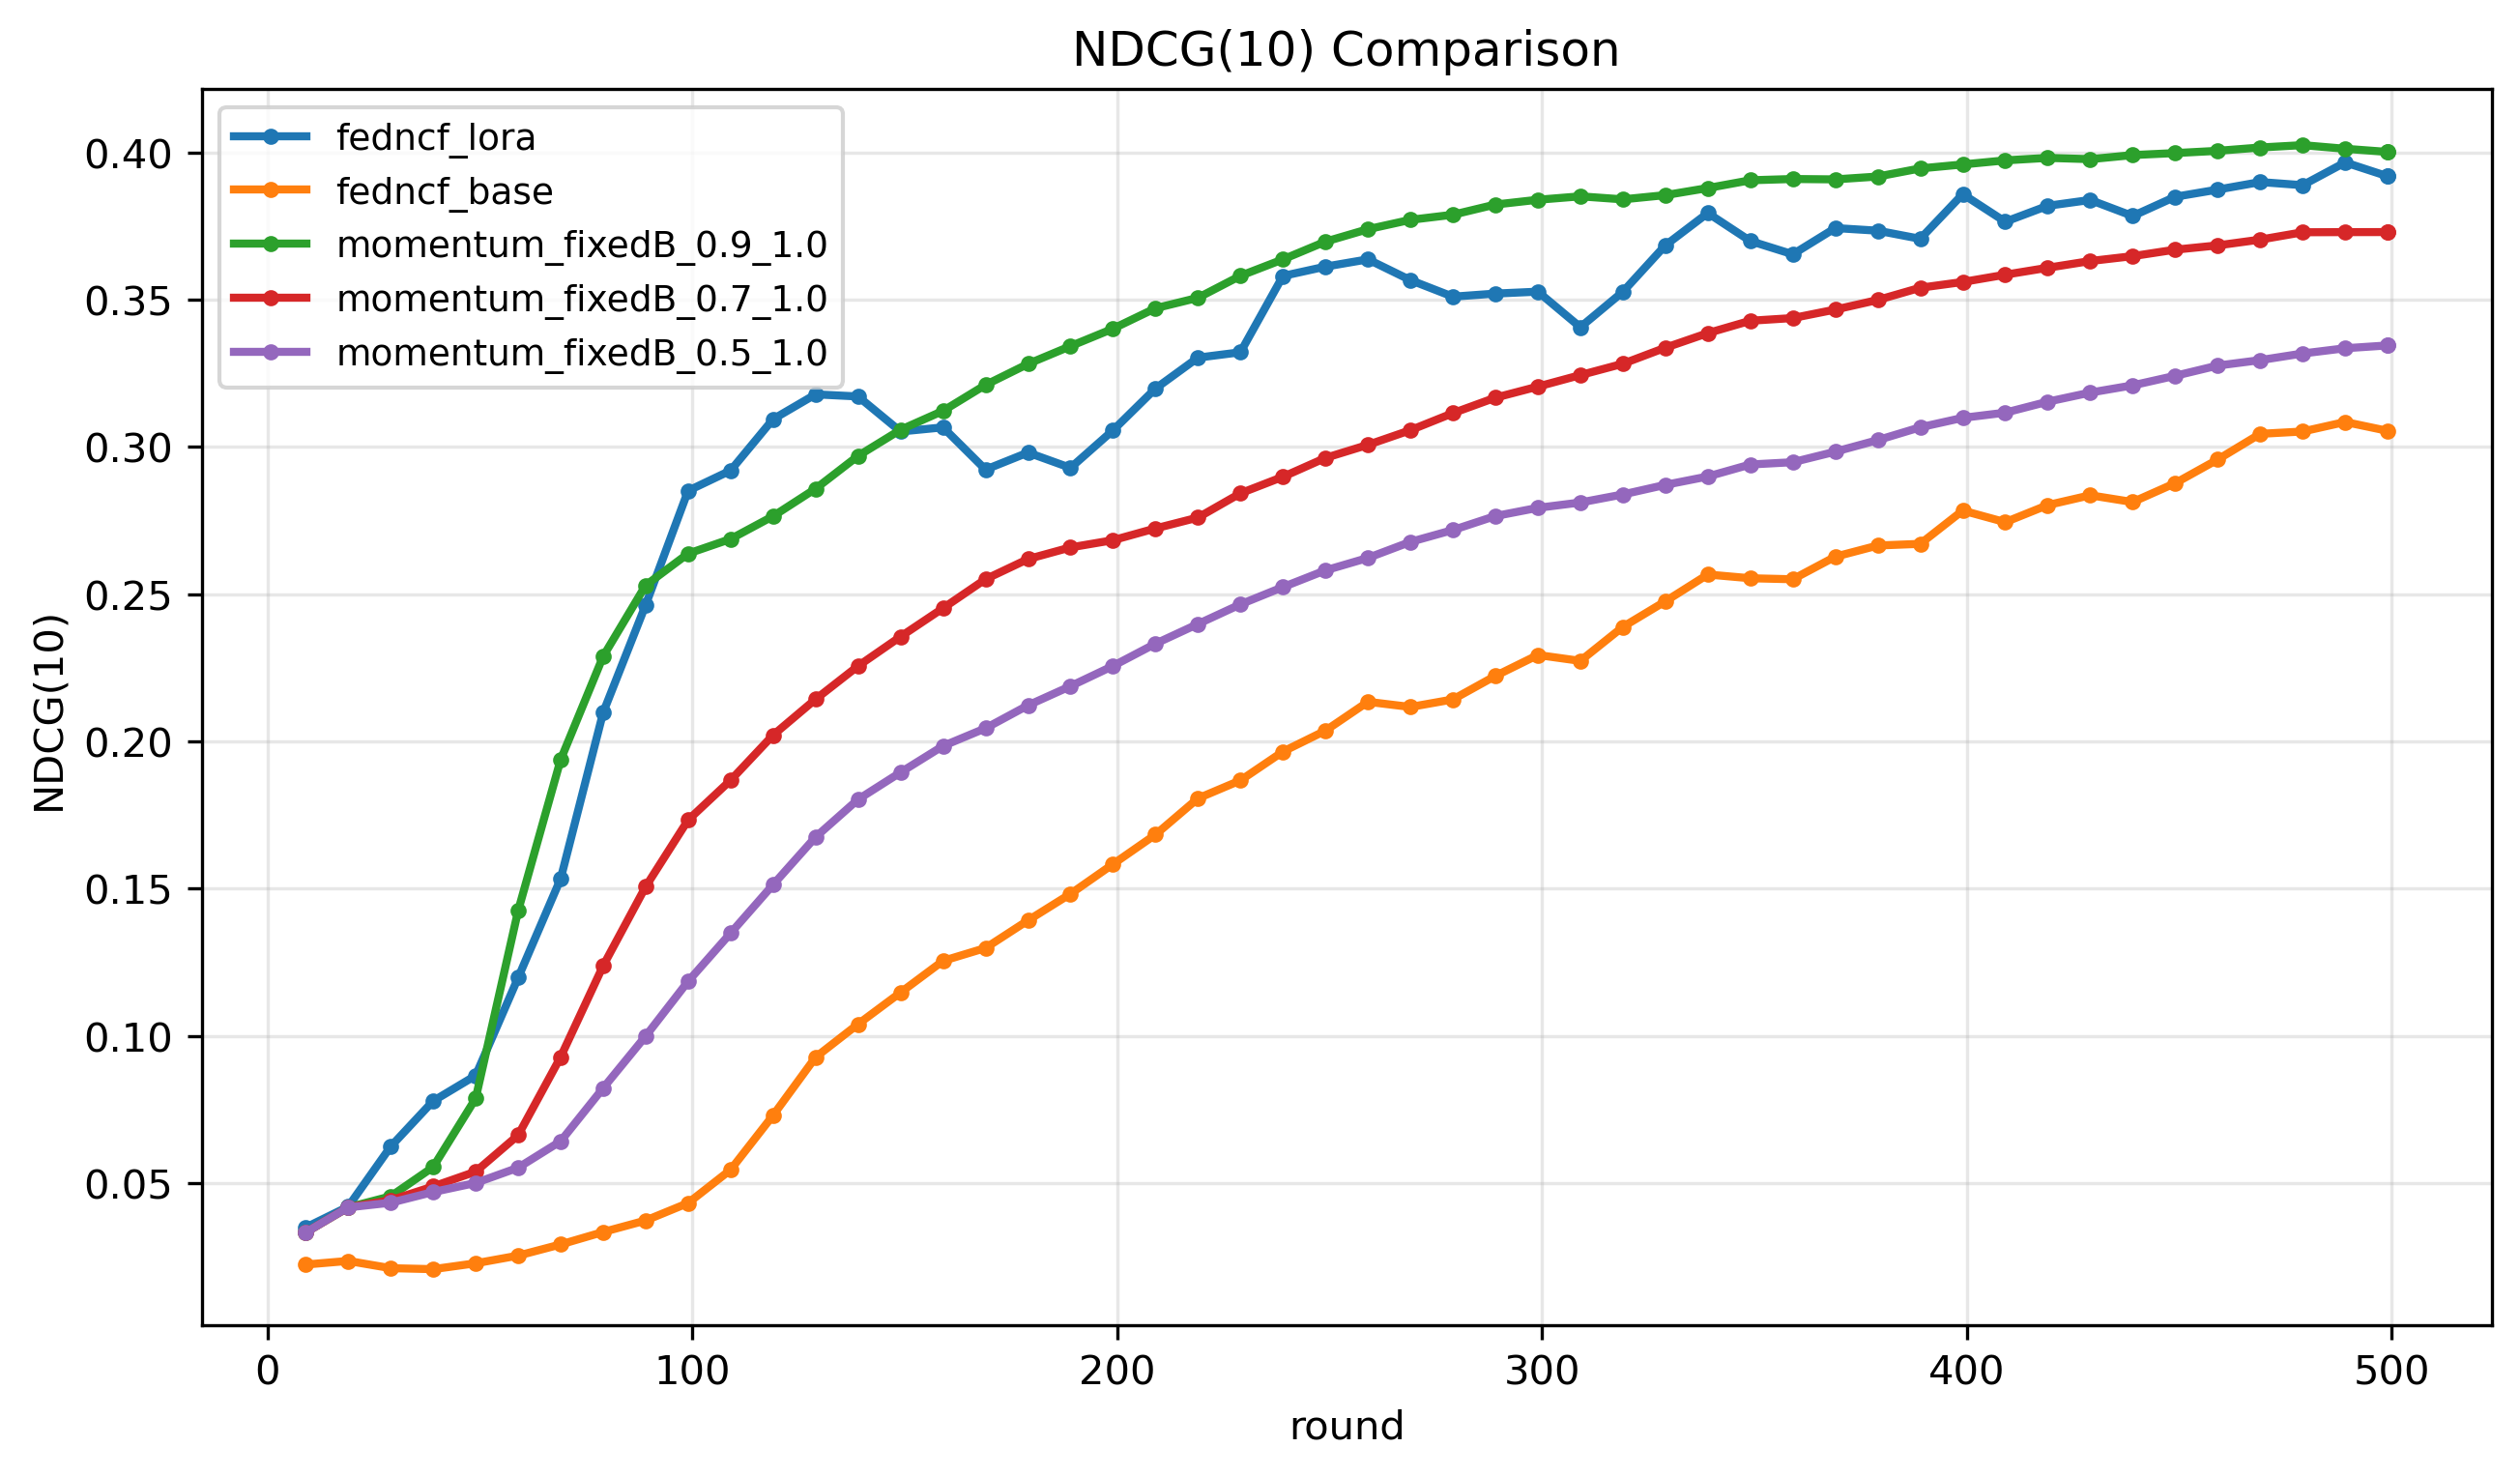 NDCG(10) Comparison
fedncf_lora
fedncf_base
momentum_fixedB_0.9_1.0
momentum_fixedB_0.7_1.0
momentum_fixedB_0.5_1.0
NDCG(10)
0.40
0.35
0.30
0.25
0.20
0.15
0.10
0.05
0 100 200 300 400 500
round